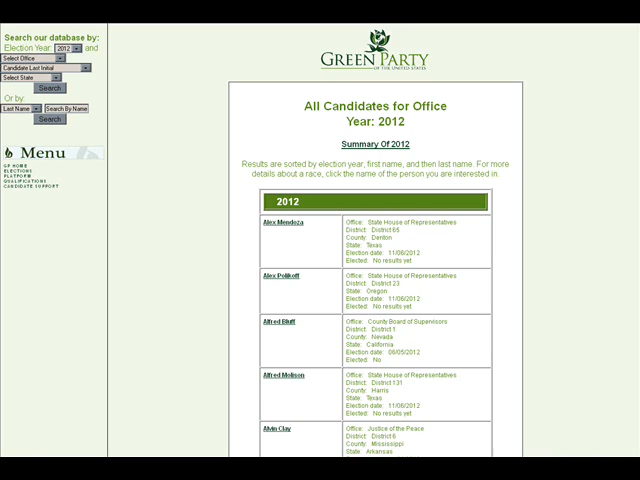 Search our database by:
Election Year: 2012 and
Select Office
Candidate Last Initial
Select State
Search
Or by:
Last Name Search By Name
Search
Menu
GP HOME
ELECTIONS
PLATFORM
QUALIFICATIONS
CANDIDATE SUPPORT
GREEN PARTY
OF THE UNITED STATES
All Candidates for Office
Year: 2012
Summary Of 2012
Results are sorted by election year, first name, and then last name. For more
details about a race, click the name of the person you are interested in.
2012
Alex Mendoza
Office: State House of Representatives
District: District 65
County: Denton
State: Texas
Election date: 11/06/2012
Elected: No results yet
Alex Polikoff
Office: State House of Representatives
District: District 23
State: Oregon
Election date: 11/06/2012
Elected: No results yet
Alfred Bluff
Office: County Board of Supervisors
District: District 1
County: Nevada
State: California
Election date: 06/05/2012
Elected: No
Alfred Molison
Office: State House of Representatives
District: District 131
County: Harris
State: Texas
Election date: 11/06/2012
Elected: No results yet
Alvin Clay
Office: Justice of the Peace
District: District 6
County: Mississippi
State: Arkansas